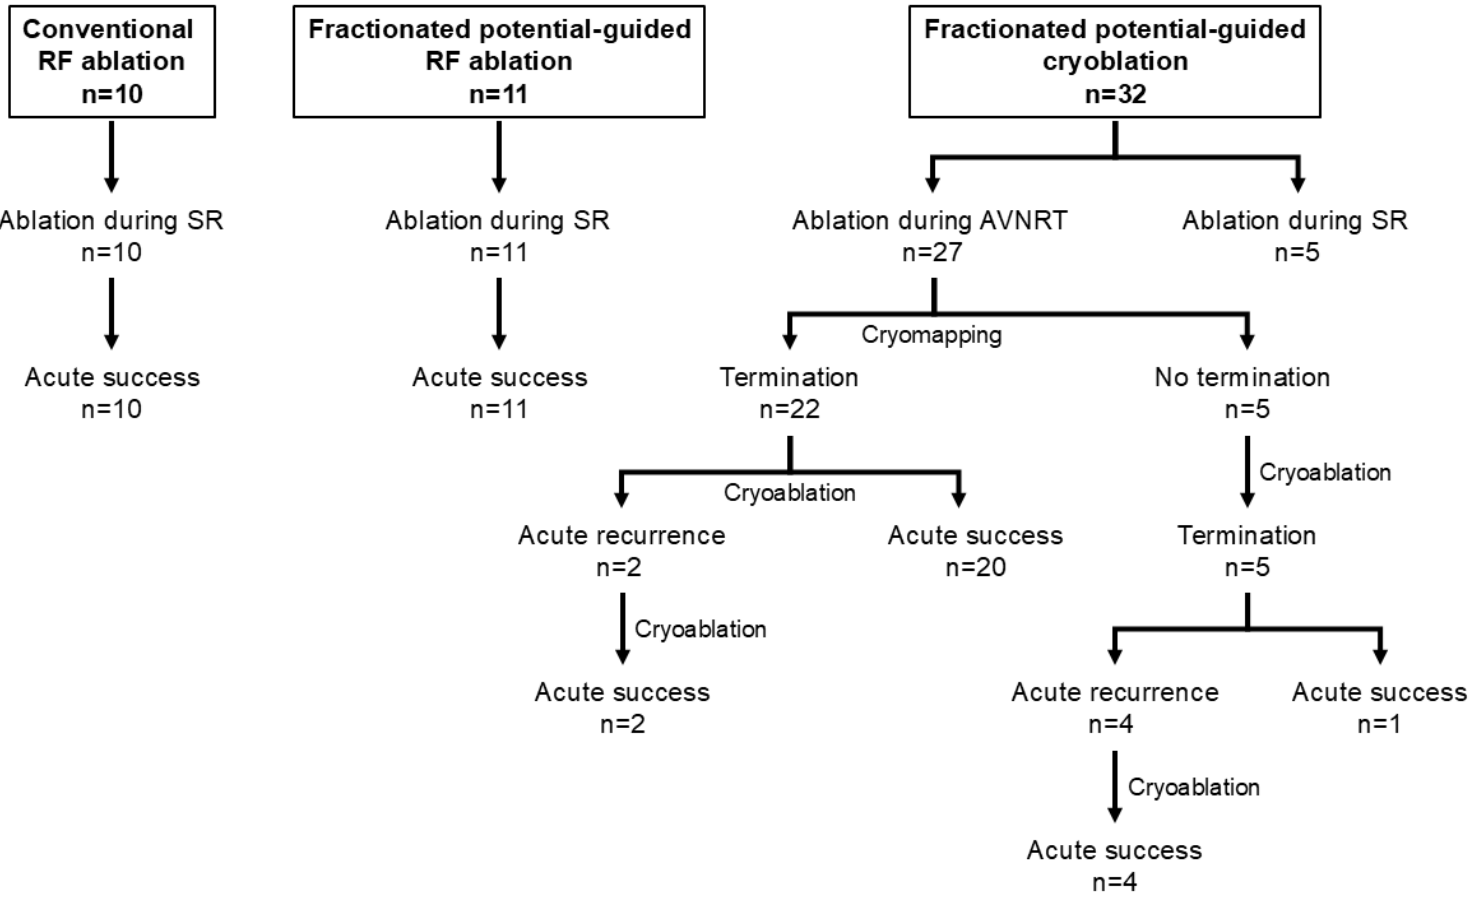 Conventional
RF ablation
n=10
Fractionated potential-guided
RF ablation
n=11
Fractionated potential-guided
cryoblation
n=32
Ablation during SR
n=10
Ablation during SR
n=11
Ablation during AVNRT
n=27
Ablation during SR
n=5
Cryomapping
Acute success
n=10
Acute success
n=11
Termination
n=22
No termination
n=5
Cryoablation
Cryoablation
Acute recurrence
n=2
Acute success
n=20
Termination
n=5
Cryoablation
Acute success
n=2
Acute recurrence
n=4
Acute success
n=1
Cryoablation
Acute success
n=4